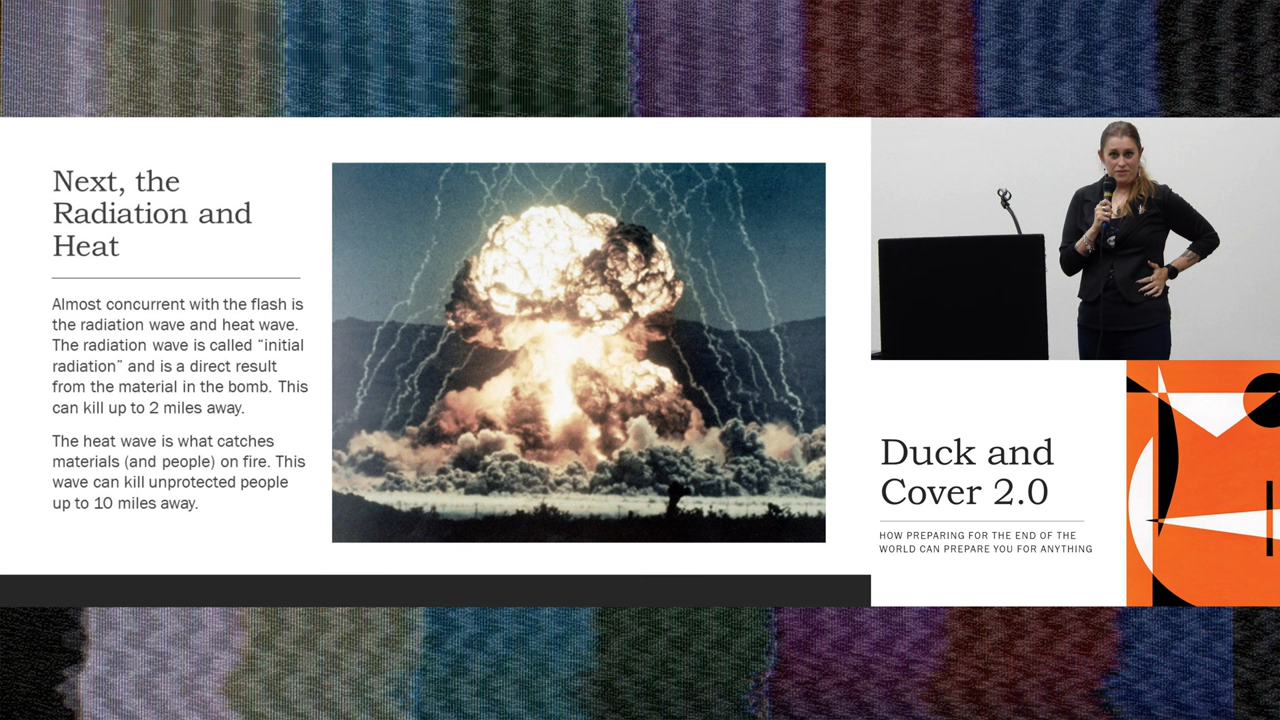 Next, the
Radiation and
Heat
Almost concurrent with the flash is
the radiation wave and heat wave.
The radiation wave is called “initial
radiation” and is a direct result
from the material in the bomb. This
can kill up to 2 miles away.
The heat wave is what catches
materials (and people) on fire. This
wave can kill unprotected people
up to 10 miles away.
Duck and
Cover 2.0
HOW PREPARING FOR THE END OF THE
WORLD CAN PREPARE YOU FOR ANYTHING